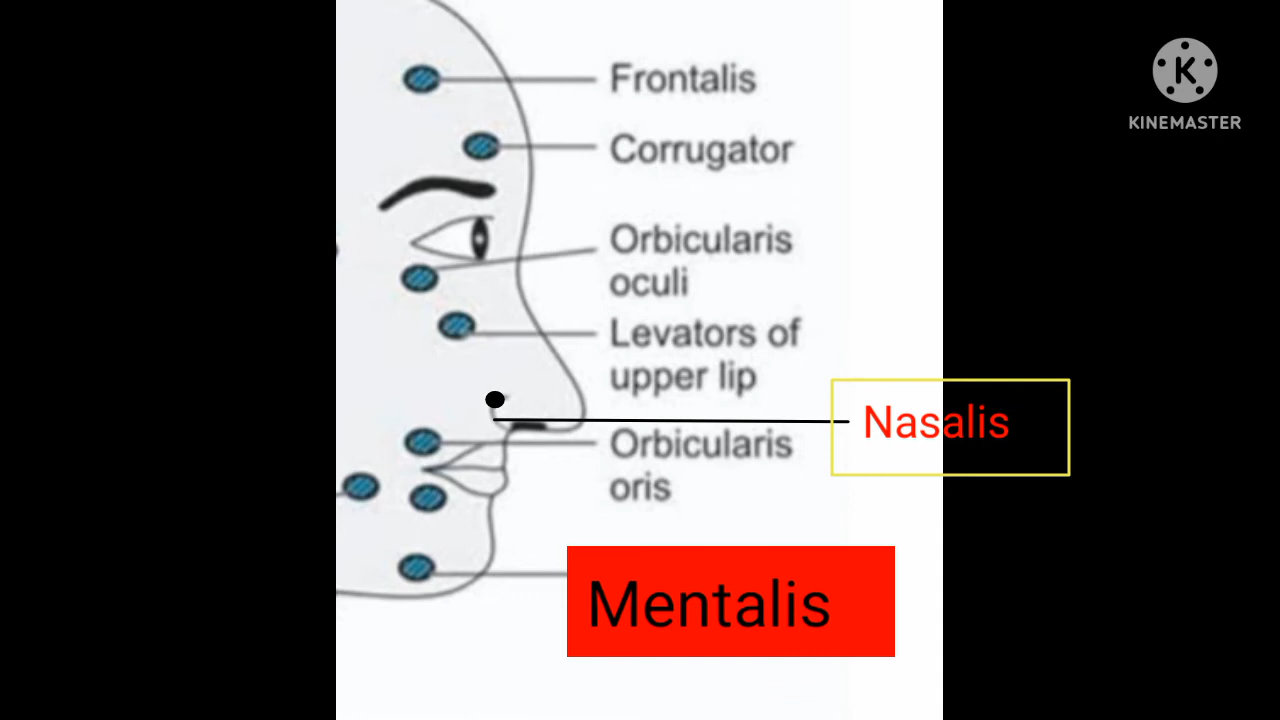 Frontalis
Corrugator
Orbicularis
oculi
Levators of
upper lip
Nasalis
Orbicularis
oris
Mentalis
K
KINEMASTER